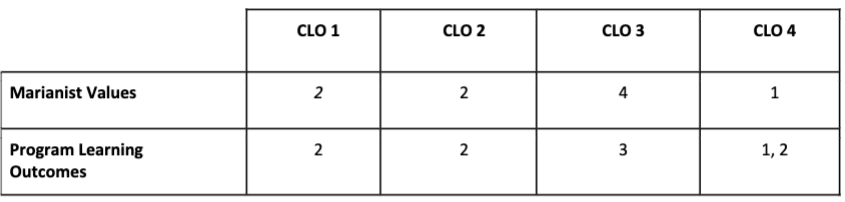 CLO 1 CLO 2 CLO 3 CLO 4
Marianist Values 2 2 4 1
Program Learning
Outcomes 2 2 3 1, 2